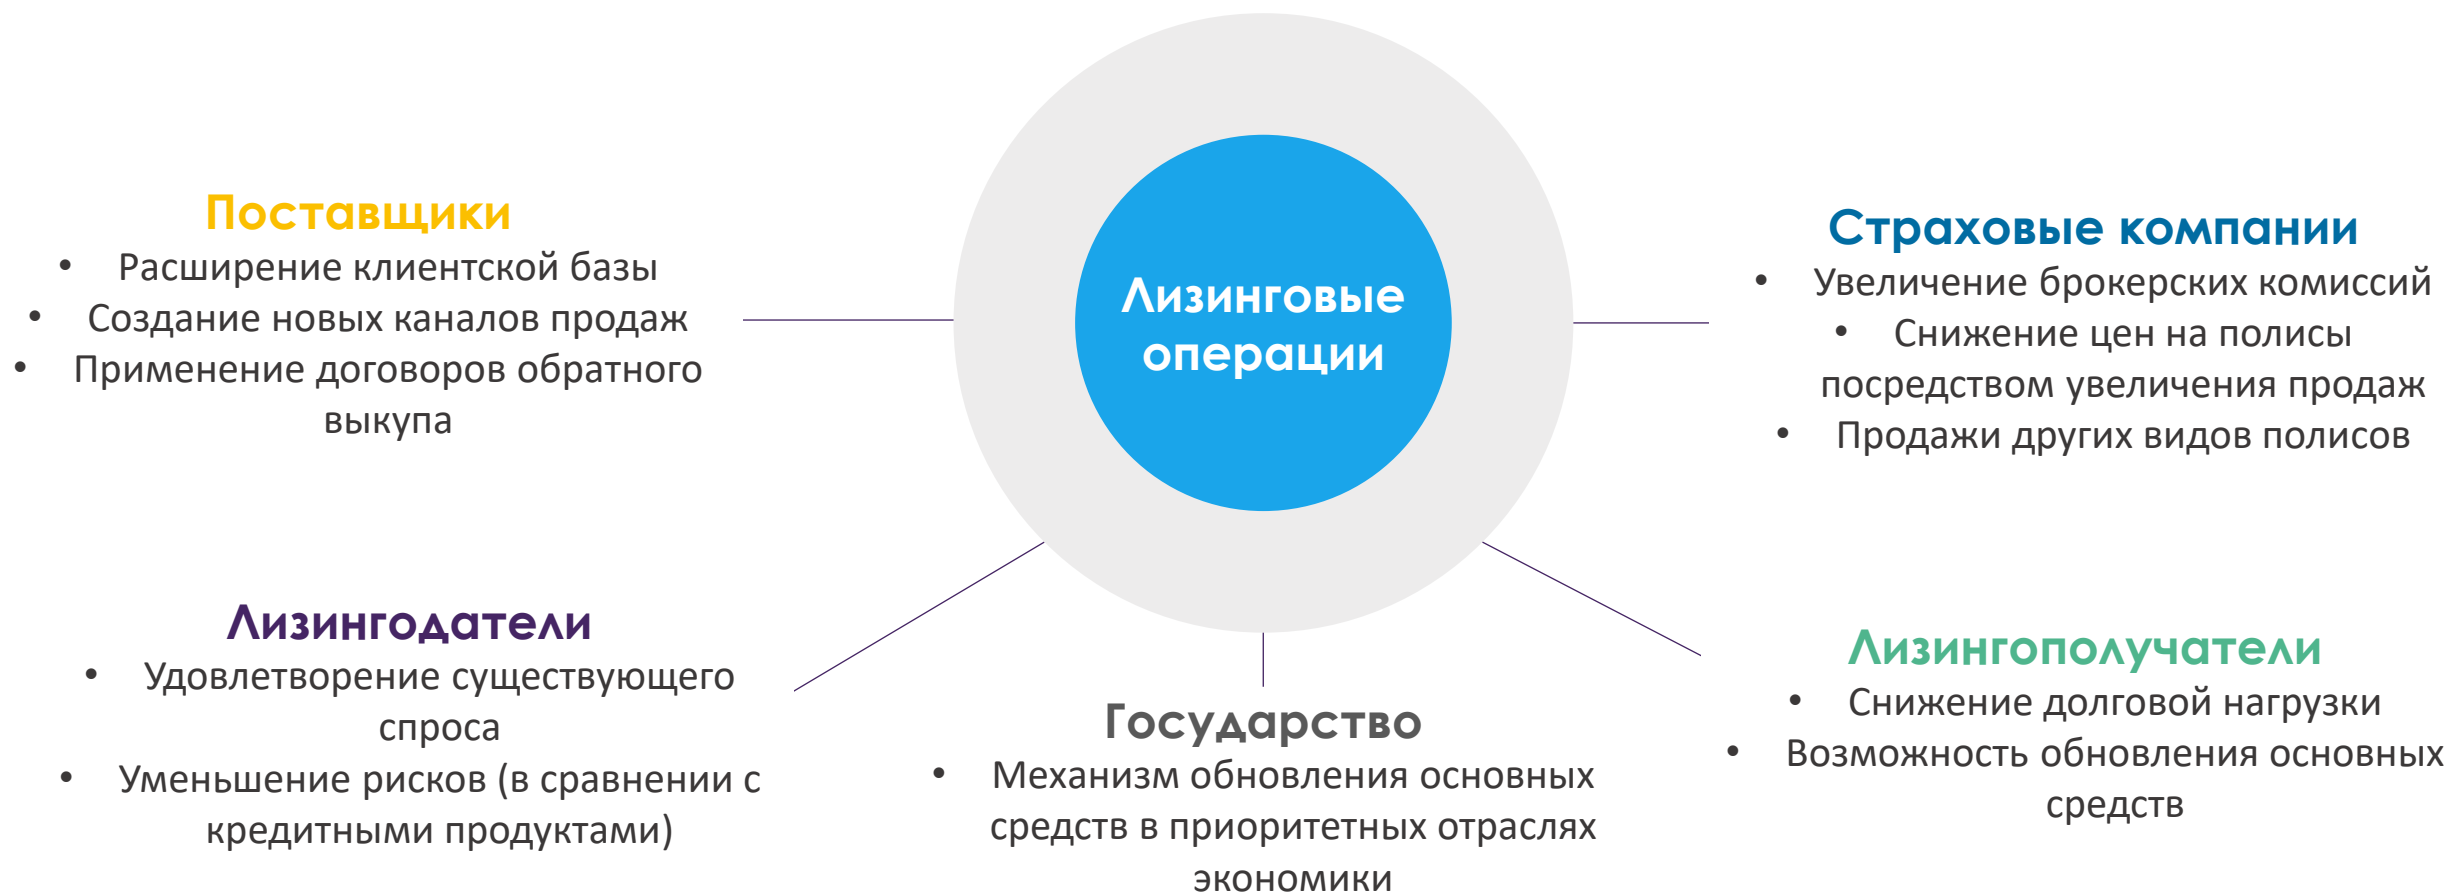 Поставщики
• Расширение клиентской базы
• Создание новых каналов продаж
• Применение договоров обратного
выкупа
Лизинговые
операции
Страховые компании
• Увеличение брокерских комиссий
• Снижение цен на полисы
посредством увеличения продаж
• Продажи других видов полисов
Лизингодатели
• Удовлетворение существующего
спроса
• Уменьшение рисков (в сравнении с
кредитными продуктами)
Государство
• Механизм обновления основных
средств в приоритетных отраслях
экономики
Лизингополучатели
• Снижение долговой нагрузки
• Возможность обновления основных
средств